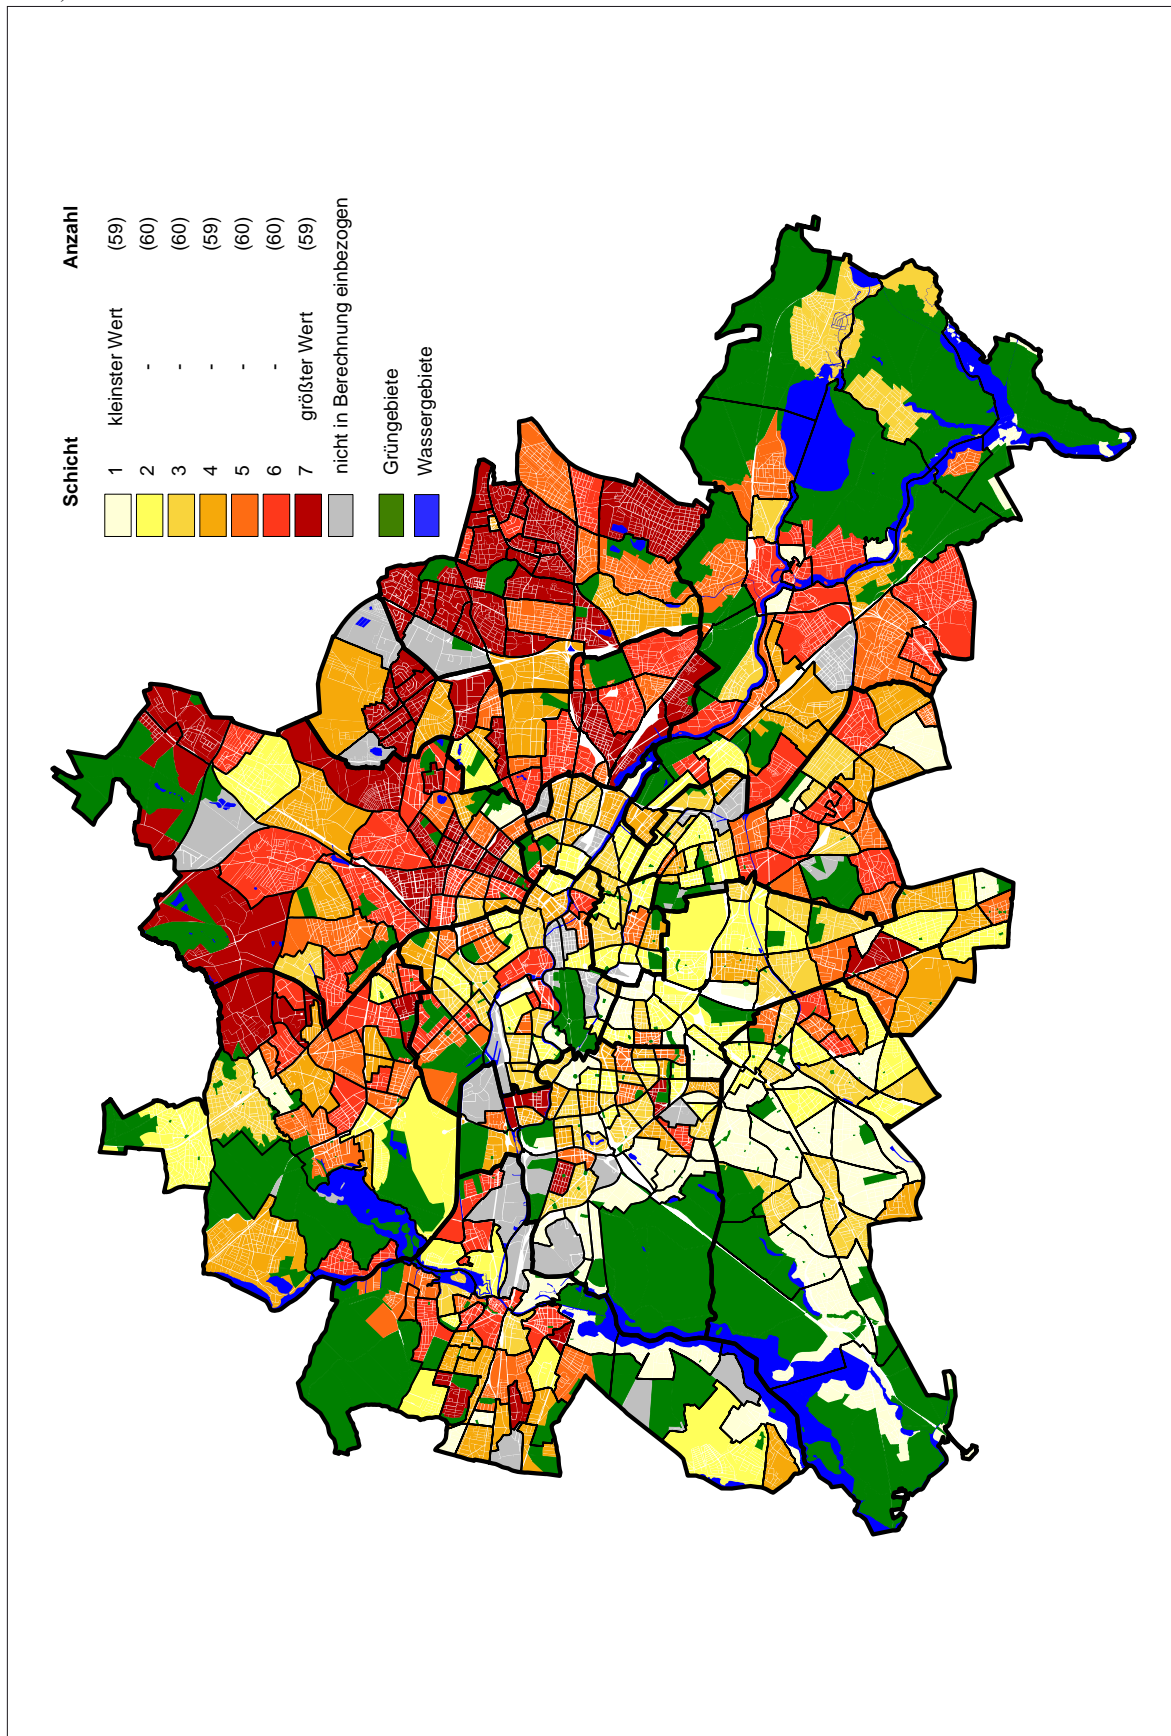 Schicht Anzahl
1 kleinster Wert (59)
2 - (60)
3 - (60)
4 - (59)
5 - (60)
6 - (60)
7 größter Wert (59)
nicht in Berechnung einbezogen
Grüngebiete
Wassergebiete